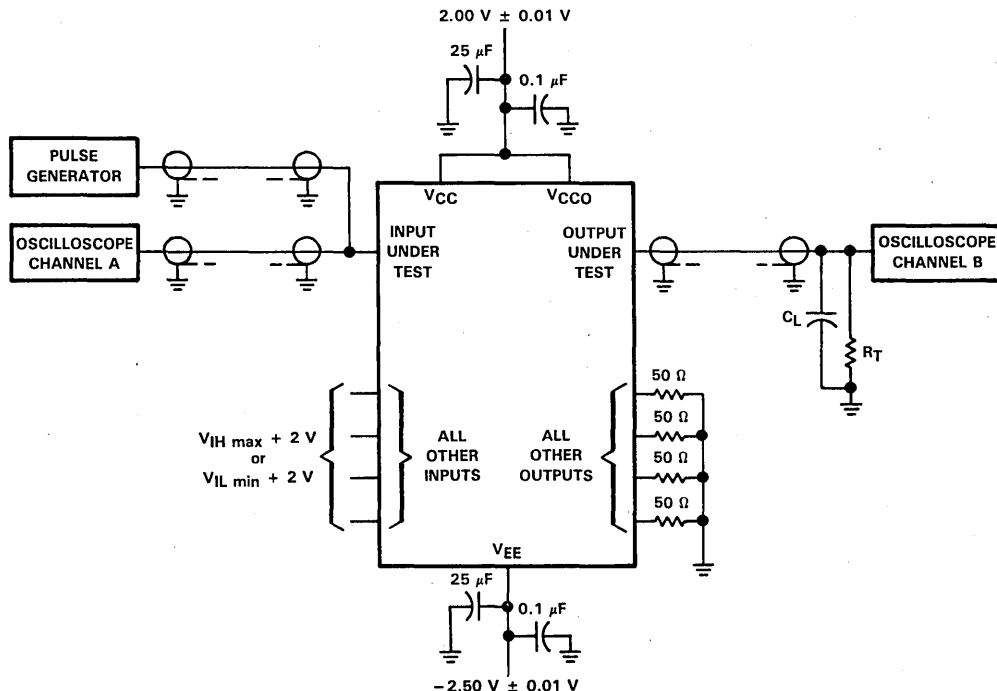 2.00 V ± 0.01 V
25 μF
0.1 μF
PULSE
GENERATOR
VCC
VCCO
OSCILLOSCOPE
CHANNEL A
INPUT
UNDER
TEST
OUTPUT
UNDER
TEST
OSCILLOSCOPE
CHANNEL B
CL
RT
VIH max + 2 V
or
VIL min + 2 V
ALL
OTHER
INPUTS
ALL
OTHER
OUTPUTS
50 Ω
50 Ω
50 Ω
50 Ω
VEE
25 μF
0.1 μF
−2.50 V ± 0.01 V